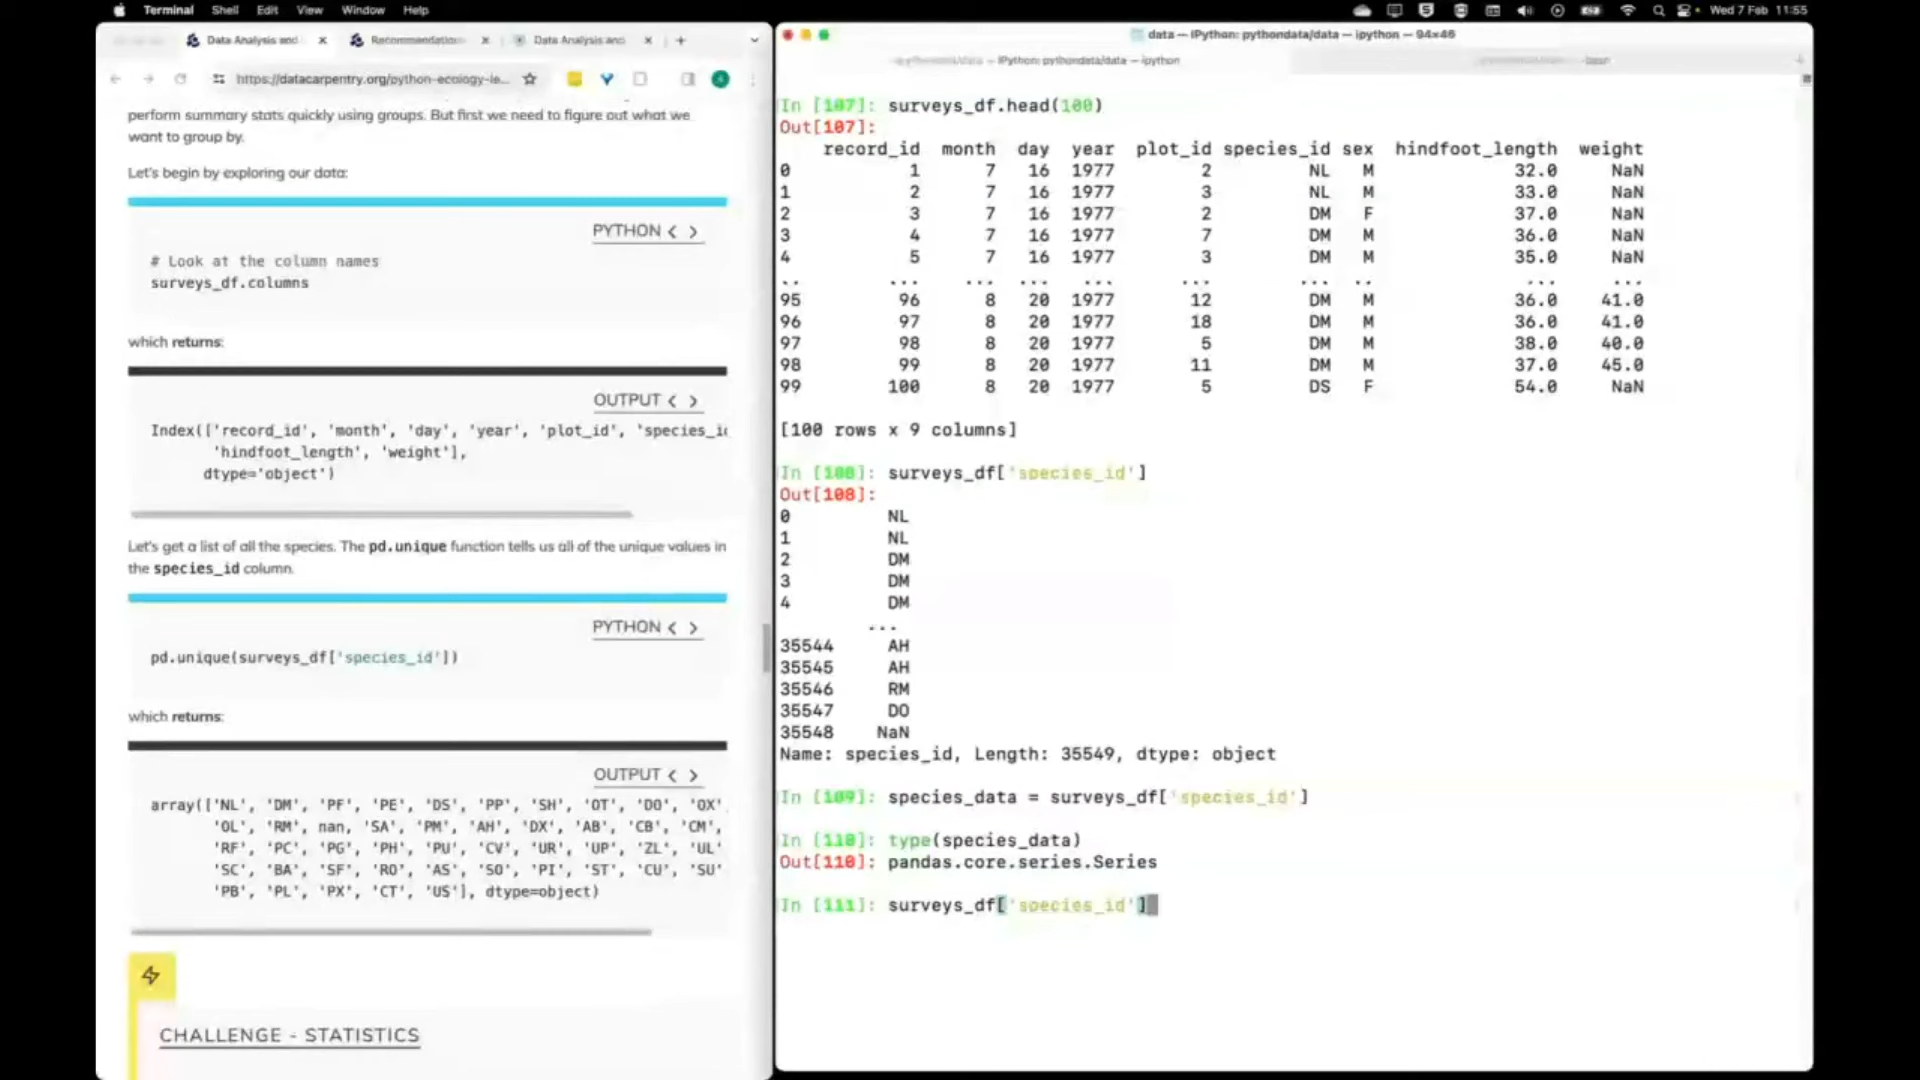 Terminal Shell Edit View Window Help
Wed 7 Feb 11:55
Data Analysis and
Recommendation
Data Analysis and
https://datacarpentry.org/python-ecology-le...
perform summary stats quickly using groups. But first we need to figure out what we
want to group by.
Let's begin by exploring our data:
PYTHON < >
# Look at the column names
surveys_df.columns
which returns:
OUTPUT < >
Index(['record_id', 'month', 'day', 'year', 'plot_id', 'species_id
'hindfoot_length', 'weight'],
dtype='object')
Let's get a list of all the species. The pd.unique function tells us all of the unique values in
the species_id column.
PYTHON < >
pd.unique(surveys_df['species_id'])
which returns:
OUTPUT < >
array(['NL', 'DM', 'PF', 'PE', 'DS', 'PP', 'SH', 'OT', 'DO', 'OX'
'OL', 'RM', nan, 'SA', 'PM', 'AH', 'DX', 'AB', 'CB', 'CM',
'RF', 'PC', 'PG', 'PH', 'PU', 'CV', 'UR', 'UP', 'ZL', 'UL'
'SC', 'BA', 'SF', 'RO', 'AS', 'SO', 'PI', 'ST', 'CU', 'SU'
'PB', 'PL', 'PX', 'CT', 'US'], dtype=object)
CHALLENGE - STATISTICS
data — IPython: pythondata/data — ipython — 94×46
IPython: pythondata/data — ipython
-bash
In [107]: surveys_df.head(100)
Out[107]:
record_id month day year plot_id species_id sex hindfoot_length weight
0 1 7 16 1977 2 NL M 32.0 NaN
1 2 7 16 1977 3 NL M 33.0 NaN
2 3 7 16 1977 2 DM F 37.0 NaN
3 4 7 16 1977 7 DM M 36.0 NaN
4 5 7 16 1977 3 DM M 35.0 NaN
.. ... ... ... ... ... ... .. ... ...
95 96 8 20 1977 12 DM M 36.0 41.0
96 97 8 20 1977 18 DM M 36.0 41.0
97 98 8 20 1977 5 DM M 38.0 40.0
98 99 8 20 1977 11 DM M 37.0 45.0
99 100 8 20 1977 5 DS F 54.0 NaN
[100 rows x 9 columns]
In [108]: surveys_df['species_id']
Out[108]:
0 NL
1 NL
2 DM
3 DM
4 DM
...
35544 AH
35545 AH
35546 RM
35547 DO
35548 NaN
Name: species_id, Length: 35549, dtype: object
In [109]: species_data = surveys_df['species_id']
In [110]: type(species_data)
Out[110]: pandas.core.series.Series
In [111]: surveys_df['species_id']